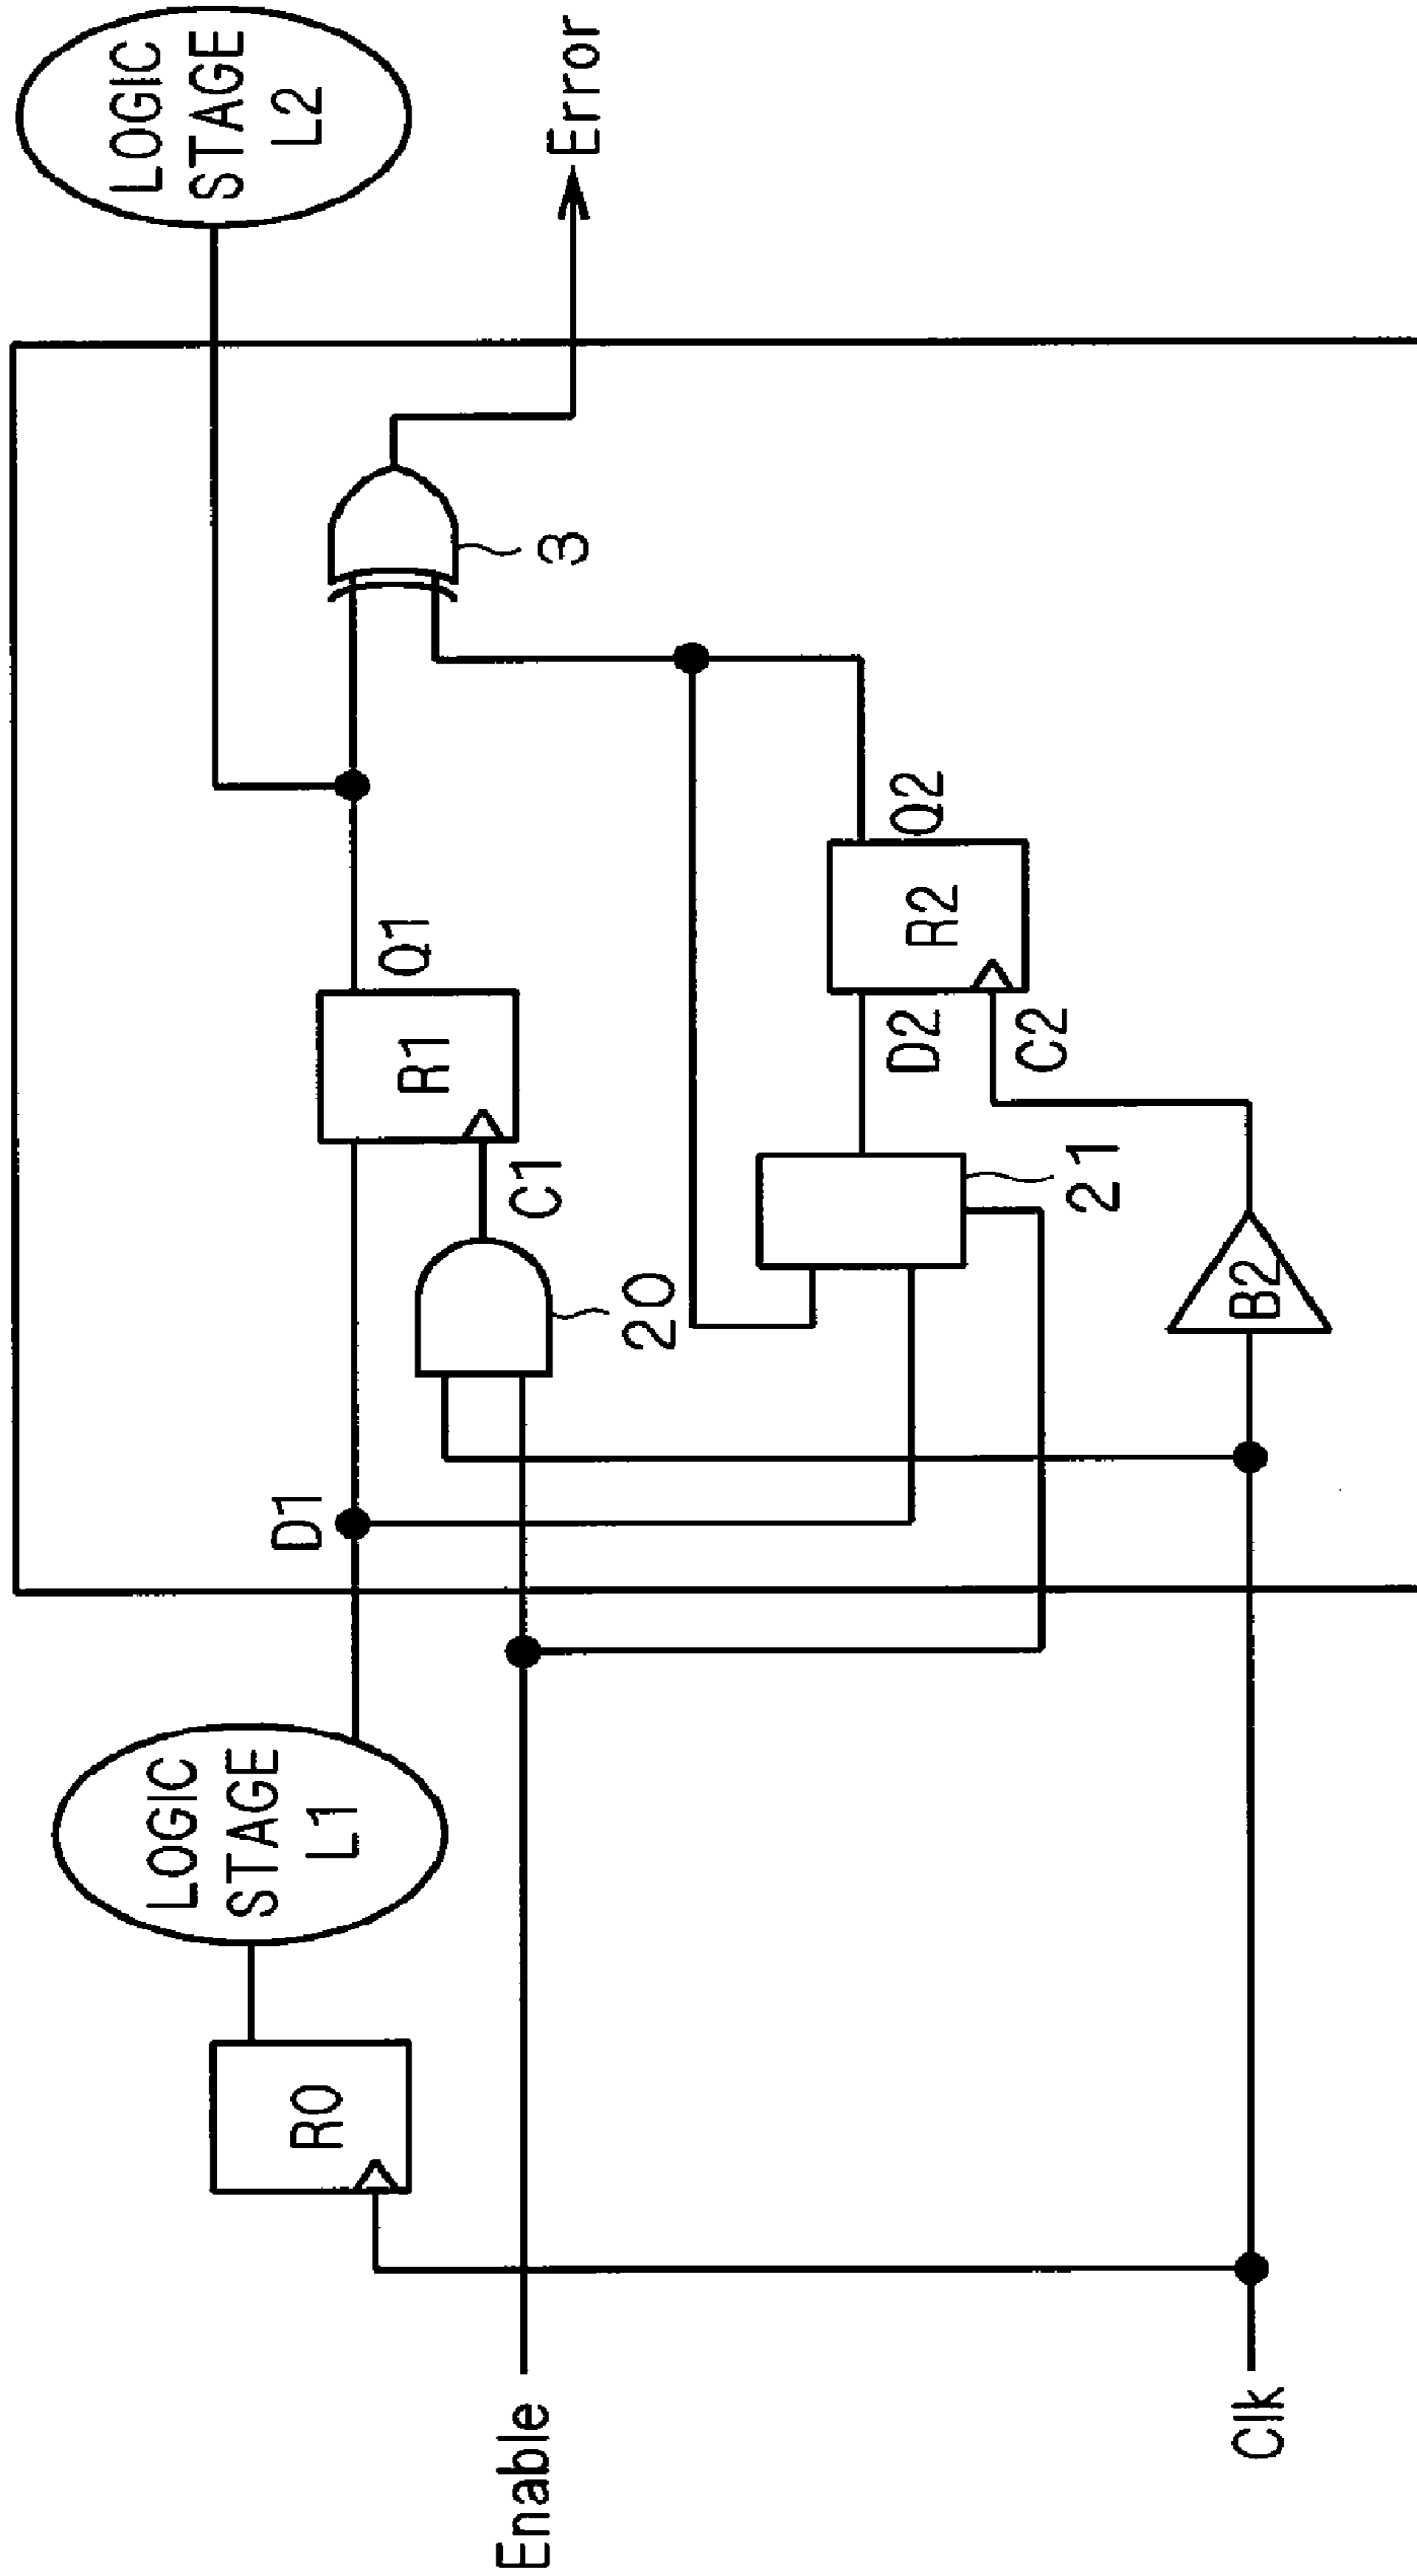 LOGIC
STAGE
L2
Error
3
Q1
Q2
R1
R2
D2
C2
C1
21
20
B2
D1
LOGIC
STAGE
L1
R0
Enable
Clk